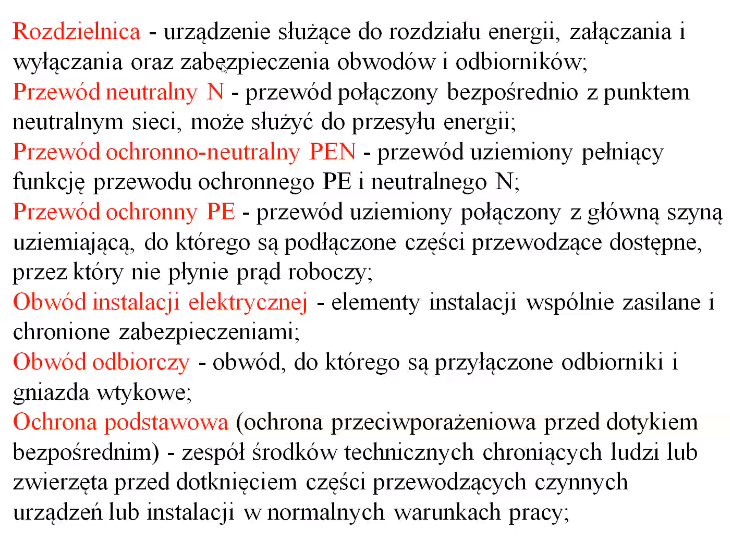 Rozdzielnica - urządzenie służące do rozdziału energii, załączania i
wyłączania oraz zabezpieczenia obwodów i odbiorników;
Przewód neutralny N - przewód połączony bezpośrednio z punktem
neutralnym sieci, może służyć do przesyłu energii;
Przewód ochronno-neutralny PEN - przewód uziemiony pełniący
funkcję przewodu ochronnego PE i neutralnego N;
Przewód ochronny PE - przewód uziemiony połączony z główną szyną
uziemiającą, do którego są podłączone części przewodzące dostępne,
przez który nie płynie prąd roboczy;
Obwód instalacji elektrycznej - elementy instalacji wspólnie zasilane i
chronione zabezpieczeniami;
Obwód odbiorczy - obwód, do którego są przyłączone odbiorniki i
gniazda wtykowe;
Ochrona podstawowa (ochrona przeciwporażeniowa przed dotykiem
bezpośrednim) - zespół środków technicznych chroniących ludzi lub
zwierzęta przed dotknięciem części przewodzących czynnych
urządzeń lub instalacji w normalnych warunkach pracy;